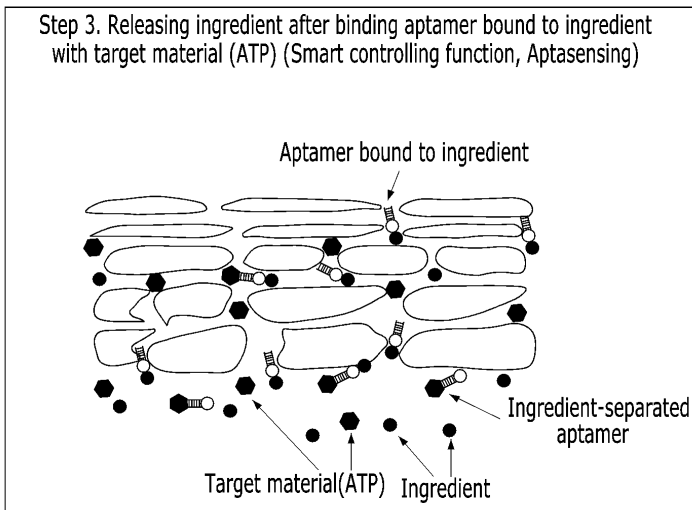 Step 3. Releasing ingredient after binding aptamer bound to ingredient
with target material (ATP) (Smart controlling function, Aptasensing)
Aptamer bound to ingredient
Ingredient-separated
aptamer
Target material(ATP)
Ingredient